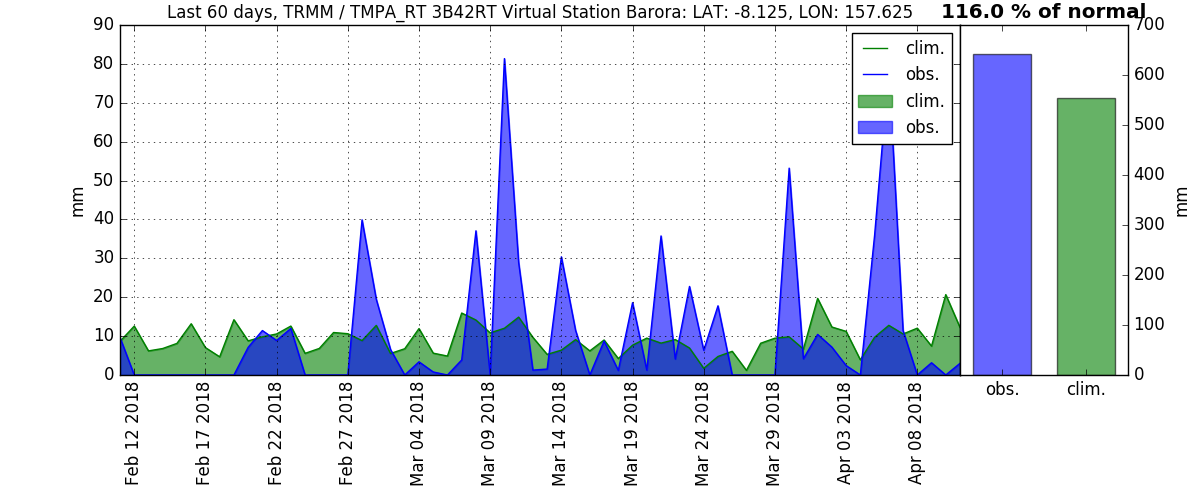 Last 60 days, TRMM / TMPA_RT 3B42RT Virtual Station Barora: LAT: -8.125, LON: 157.625
116.0 % of normal
90
80
70
60
50
40
30
20
10
0
mm
clim.
obs.
clim.
obs.
700
600
500
400
300
200
100
0
mm
obs.
clim.
Feb 12 2018
Feb 17 2018
Feb 22 2018
Feb 27 2018
Mar 04 2018
Mar 09 2018
Mar 14 2018
Mar 19 2018
Mar 24 2018
Mar 29 2018
Apr 03 2018
Apr 08 2018